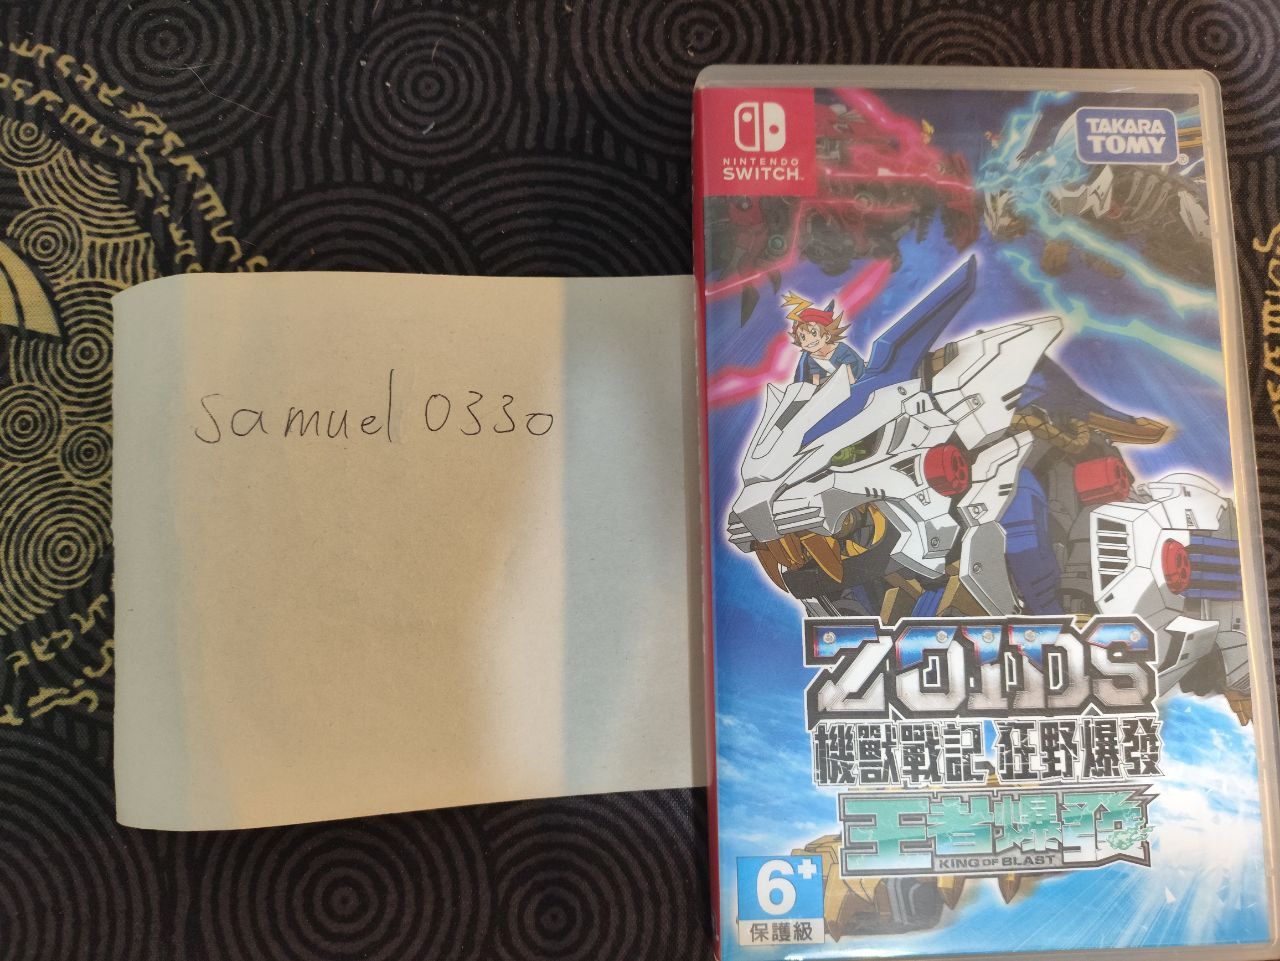 samuel 0330
NINTENDO
SWITCH™
TAKARA
TOMY®
ZOIDS
機獸戰記 狂野爆發
王者爆發
KING OF BLAST
6+
保護級